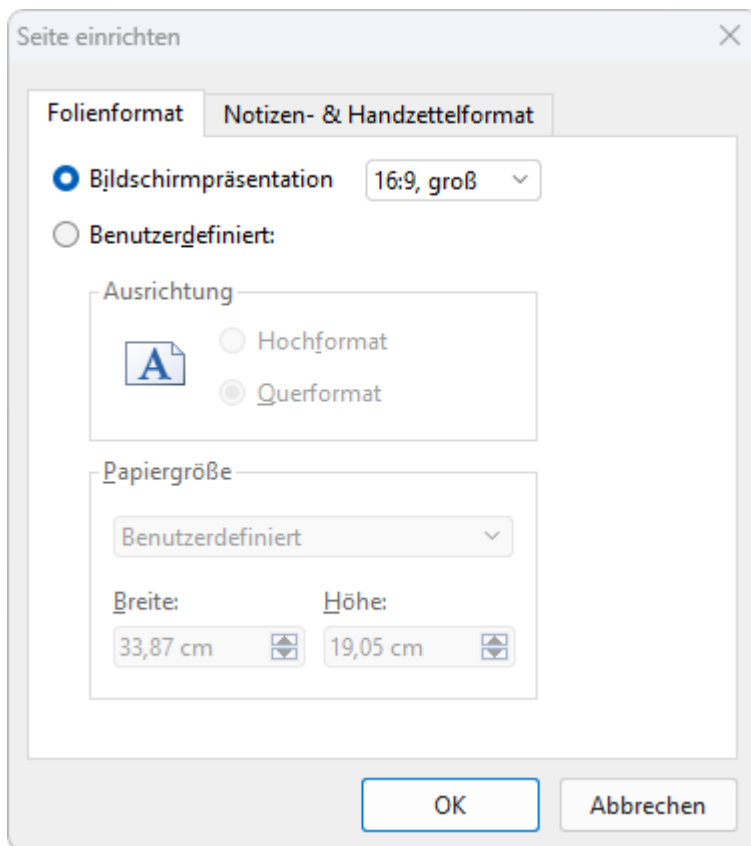 Seite einrichten
Folienformat Notizen- & Handzettelformat
Bildschirmpräsentation 16:9, groß
Benutzerdefiniert:
Ausrichtung
A
Hochformat
Querformat
Papiergröße
Benutzerdefiniert
Breite: Höhe:
33,87 cm 19,05 cm
OK Abbrechen